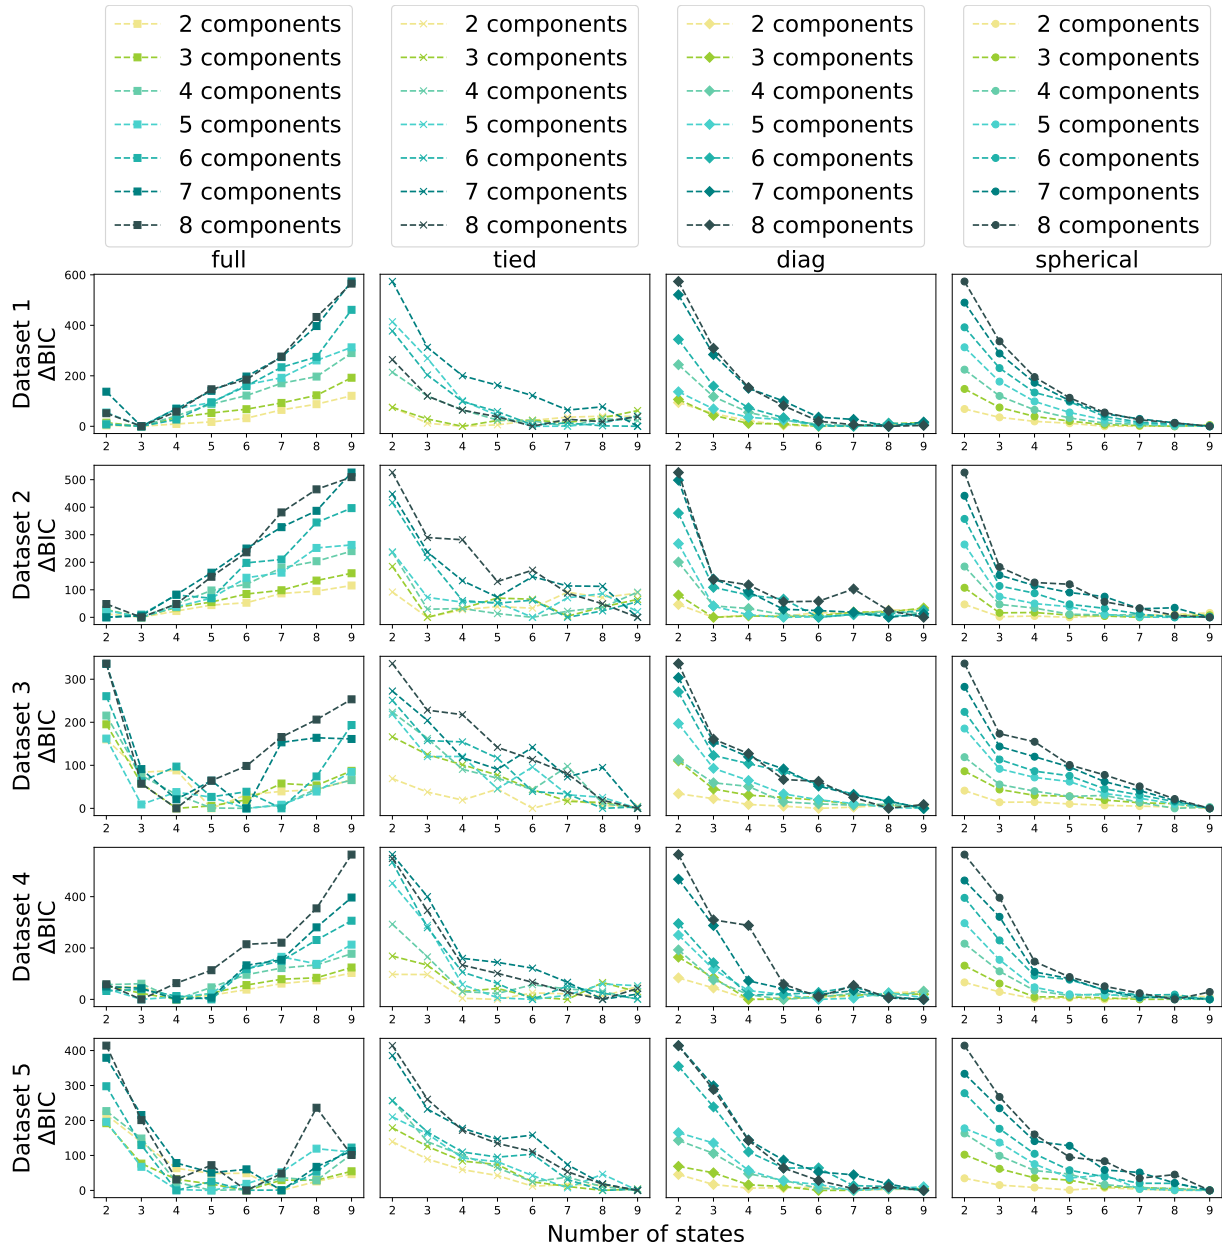 2 components 2 components 2 components 2 components
3 components 3 components 3 components 3 components
4 components 4 components 4 components 4 components
5 components 5 components 5 components 5 components
6 components 6 components 6 components 6 components
7 components 7 components 7 components 7 components
8 components 8 components 8 components 8 components
full tied diag spherical
Dataset 1
ΔBIC
600
400
200
0
2 3 4 5 6 7 8 9 2 3 4 5 6 7 8 9 2 3 4 5 6 7 8 9 2 3 4 5 6 7 8 9
Dataset 2
ΔBIC
500
400
300
200
100
0
2 3 4 5 6 7 8 9 2 3 4 5 6 7 8 9 2 3 4 5 6 7 8 9 2 3 4 5 6 7 8 9
Dataset 3
ΔBIC
300
200
100
0
2 3 4 5 6 7 8 9 2 3 4 5 6 7 8 9 2 3 4 5 6 7 8 9 2 3 4 5 6 7 8 9
Dataset 4
ΔBIC
400
200
0
2 3 4 5 6 7 8 9 2 3 4 5 6 7 8 9 2 3 4 5 6 7 8 9 2 3 4 5 6 7 8 9
Dataset 5
ΔBIC
400
300
200
100
0
2 3 4 5 6 7 8 9 2 3 4 5 6 7 8 9 2 3 4 5 6 7 8 9 2 3 4 5 6 7 8 9
Number of states